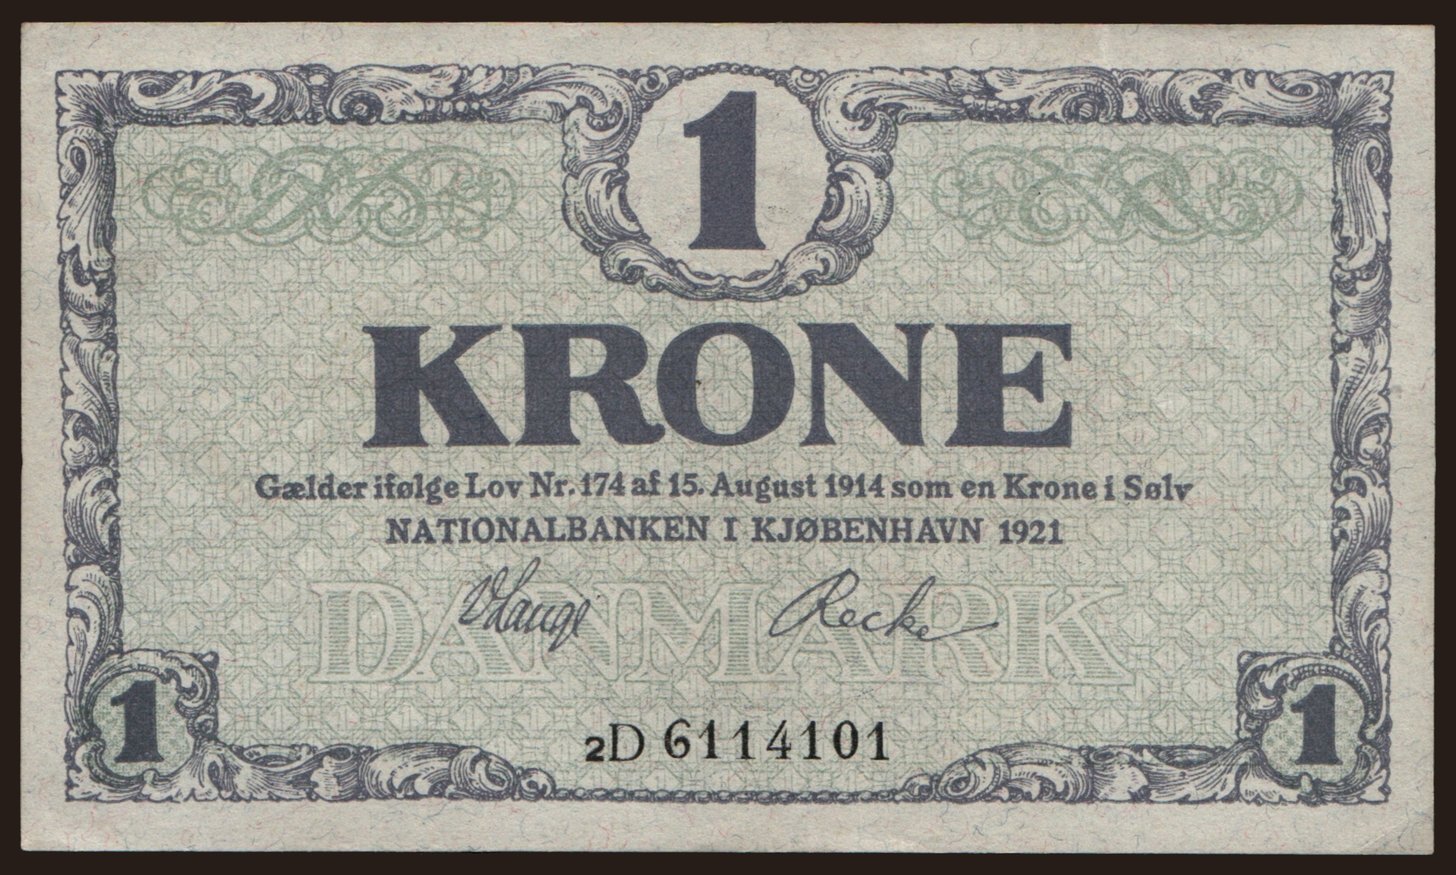 1
KRONE
Gælder ifølge Lov Nr. 174 af 15. August 1914 som en Krone i Sølv
NATIONALBANKEN I KJØBENHAVN 1921
DANMARK
V Lange Recke
1 1
2D 6114101